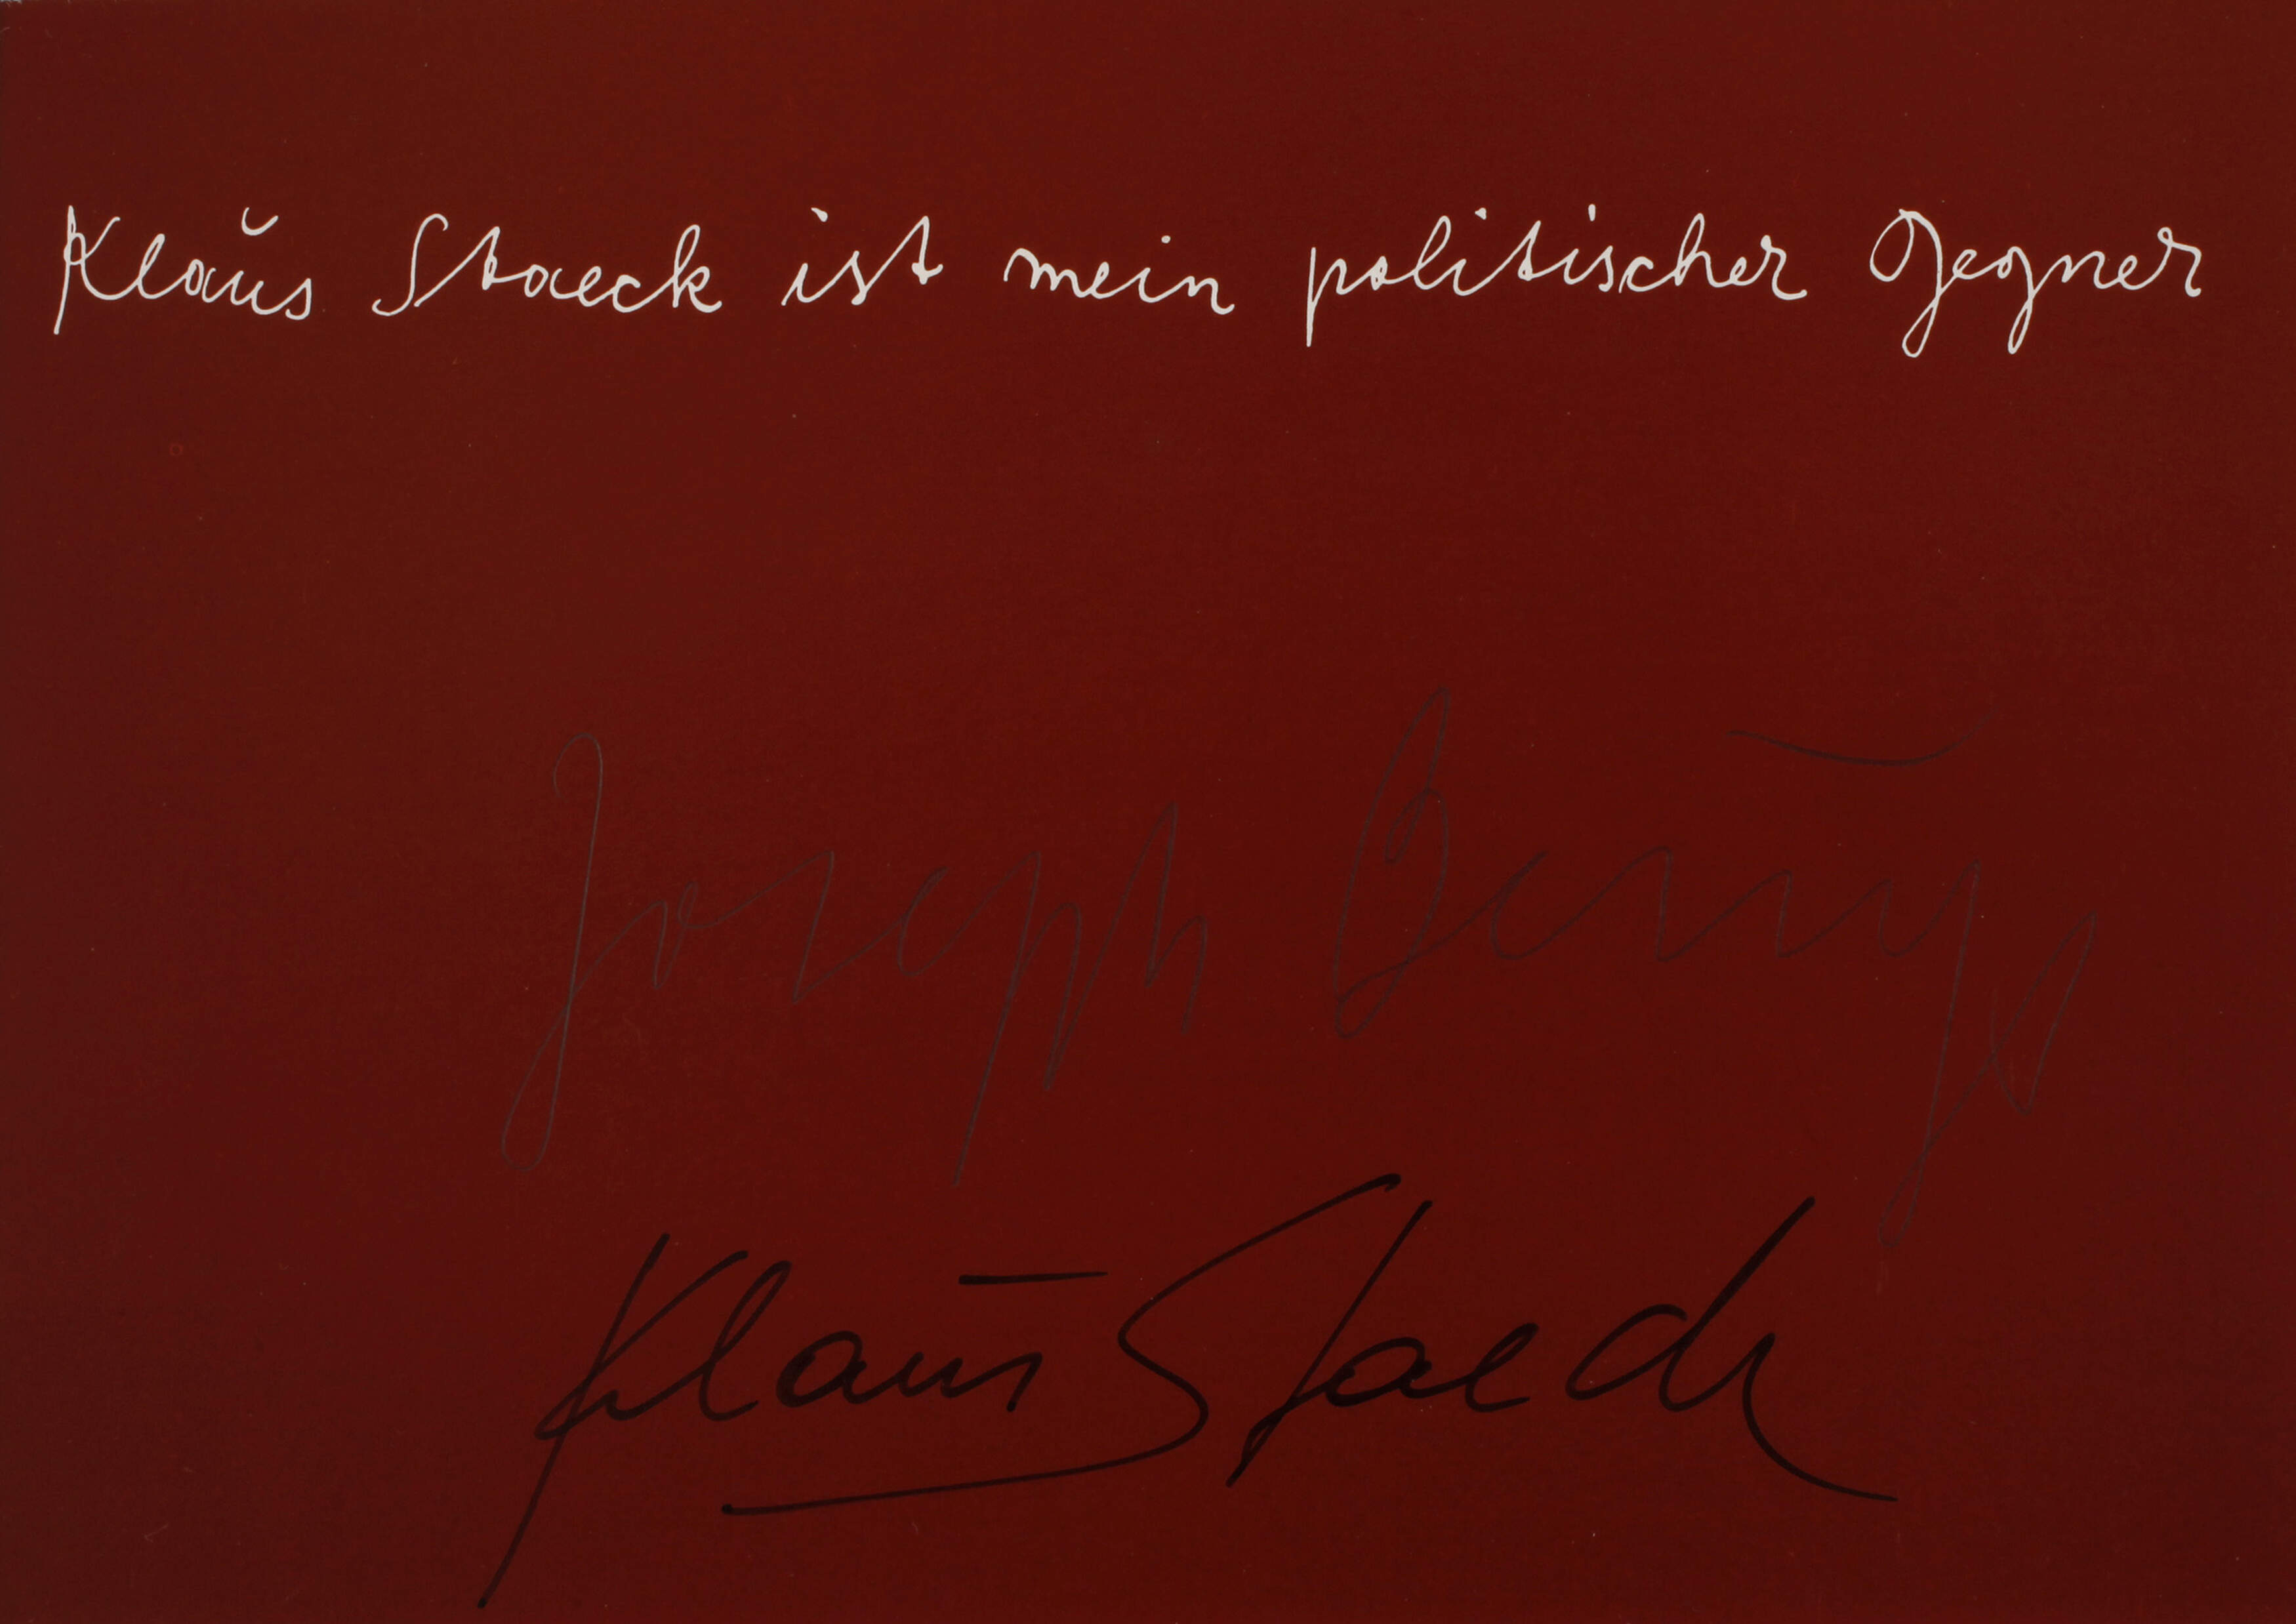 Klaus Staeck ist mein politischer Gegner
Joseph Beuys
Klaus Staeck